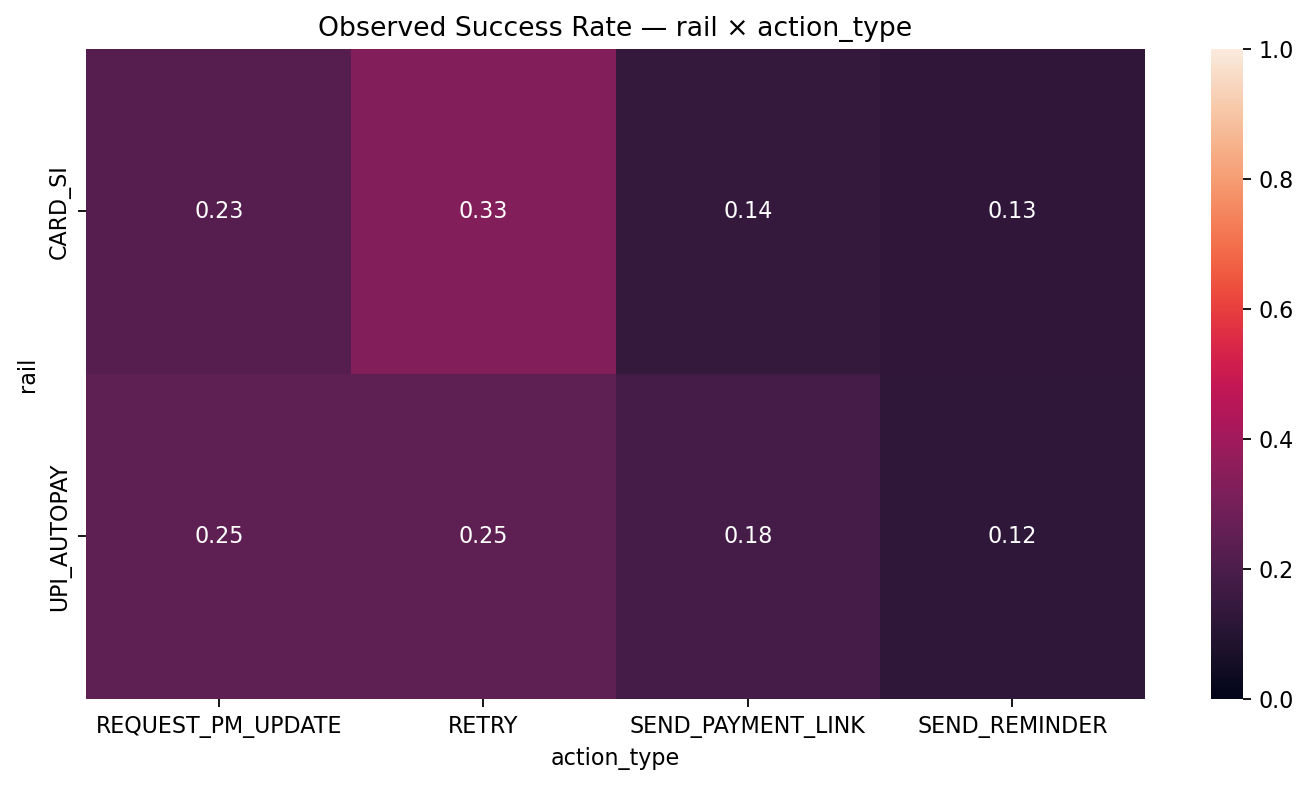 Observed Success Rate — rail × action_type
rail
CARD_SI
0.23 0.33 0.14 0.13
UPI_AUTOPAY
0.25 0.25 0.18 0.12
REQUEST_PM_UPDATE RETRY SEND_PAYMENT_LINK SEND_REMINDER
action_type
1.0
0.8
0.6
0.4
0.2
0.0